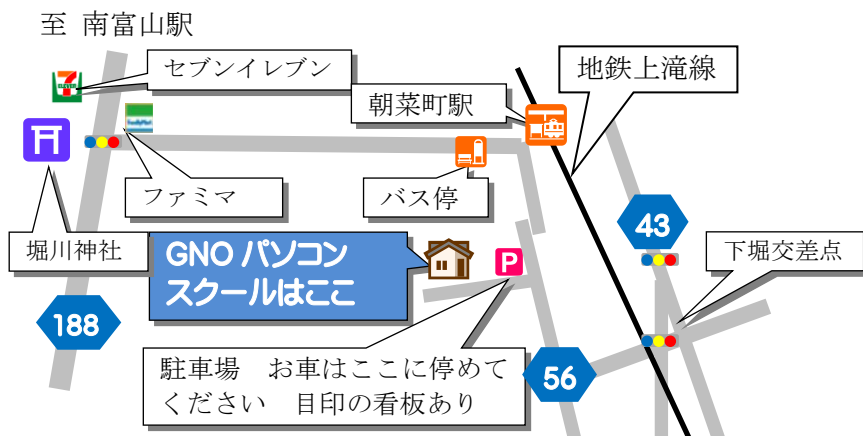 至 南富山駅
セブンイレブン
地鉄上滝線
朝菜町駅
7
ELEVEN
FamilyMart
ファミマ
バス停
堀川神社
GNO パソコン
スクールはここ
P
43
下堀交差点
188
駐車場　お車はここに停めて
ください　目印の看板あり
56